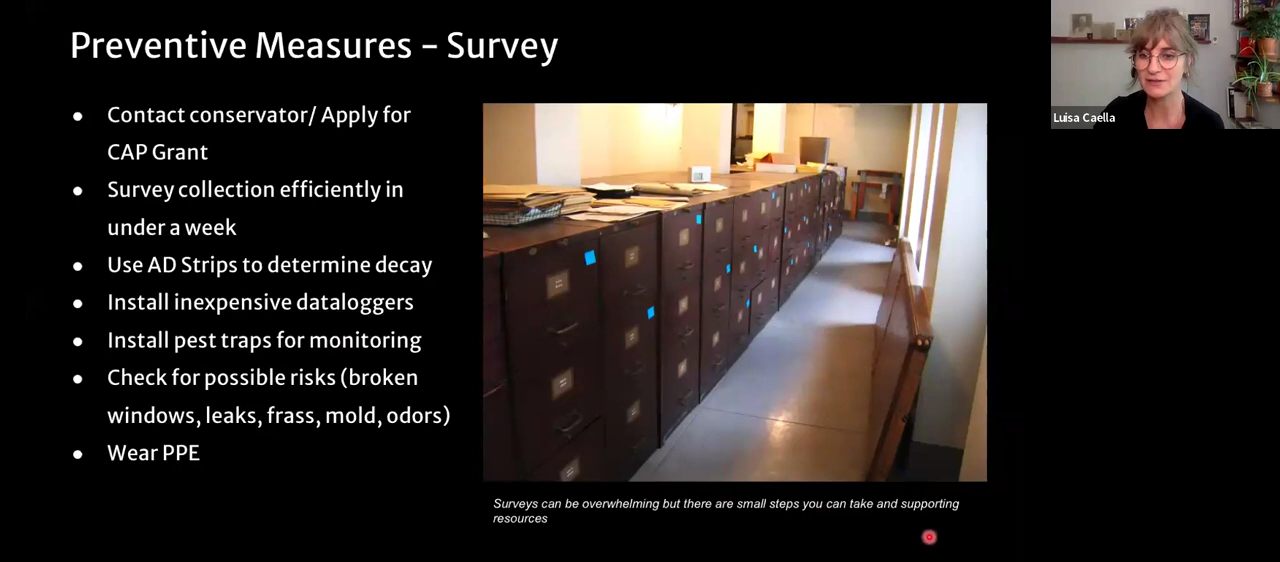 Preventive Measures - Survey
● Contact conservator/ Apply for
CAP Grant
● Survey collection efficiently in
under a week
● Use AD Strips to determine decay
● Install inexpensive dataloggers
● Install pest traps for monitoring
● Check for possible risks (broken
windows, leaks, frass, mold, odors)
● Wear PPE
Surveys can be overwhelming but there are small steps you can take and supporting
resources
Luisa Caella